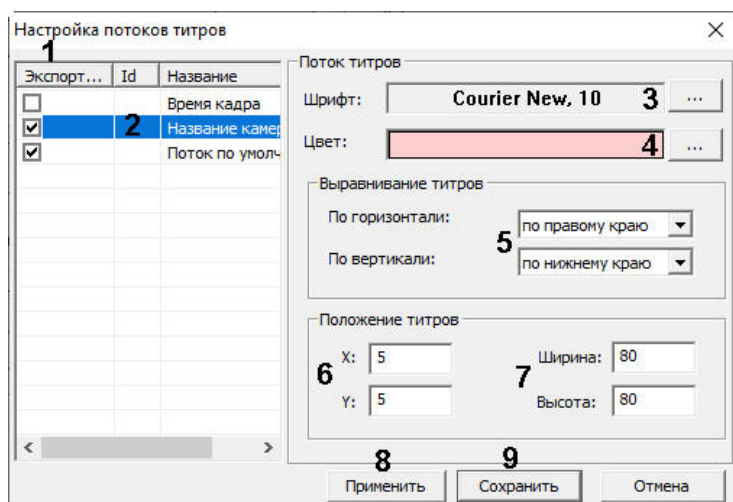 Настройка потоков титров
1
Экспорт... Id Название
Время кадра
2 Название камер
Поток по умолч
Поток титров
Шрифт: Courier New, 10 3 ...
Цвет: 4 ...
Выравнивание титров
По горизонтали: по правому краю
5
По вертикали: по нижнему краю
Положение титров
X: 5 Ширина: 80
6 7
Y: 5 Высота: 80
8 9
Применить Сохранить Отмена